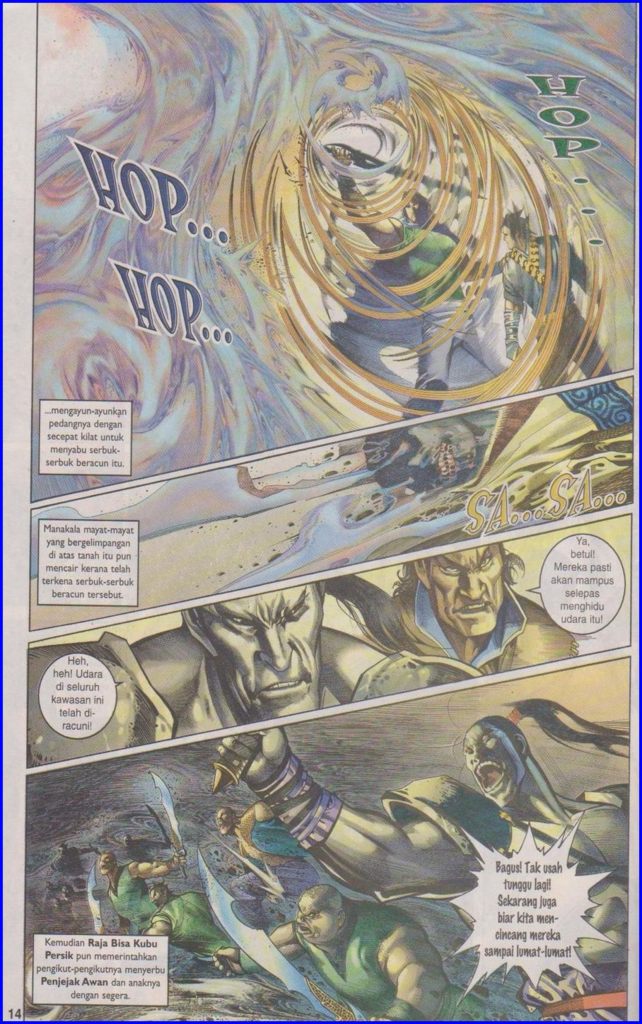 HOP...
HOP...
HOP...
...mengayun-ayunkan
pedangnya dengan
secepat kilat untuk
menyabu serbuk-
serbuk beracun itu.
Manakala mayat-mayat
yang bergelimpangan
di atas tanah itu pun
mencair kerana telah
terkena serbuk-serbuk
beracun tersebut.
SA...SA...
Heh,
heh! Udara
di seluruh
kawasan ini
telah di-
racuni!
Ya,
betul!
Mereka pasti
akan mampus
selepas
menghidu
udara itu!
Bagus! Tak usah
tunggu lagi!
Sekarang juga
biar kita men-
cincang mereka
sampai lumat-lumat!
Kemudian Raja Bisa Kubu
Persik pun memerintahkan
pengikut-pengikutnya menyerbu
Penjejak Awan dan anaknya
dengan segera.
14